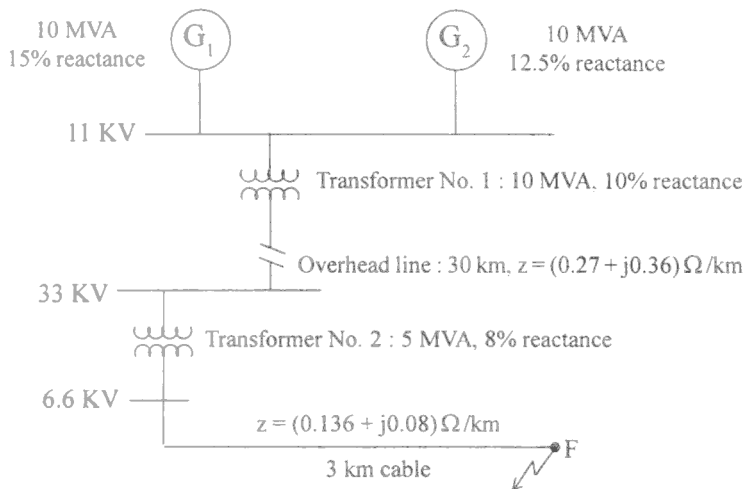 10 MVA
15% reactance
G1
G2
10 MVA
12.5% reactance
11 KV
Transformer No. 1 : 10 MVA, 10% reactance
Overhead line : 30 km, z = (0.27 + j0.36) Ω/km
33 KV
Transformer No. 2 : 5 MVA, 8% reactance
6.6 KV
z = (0.136 + j0.08) Ω/km
F
3 km cable